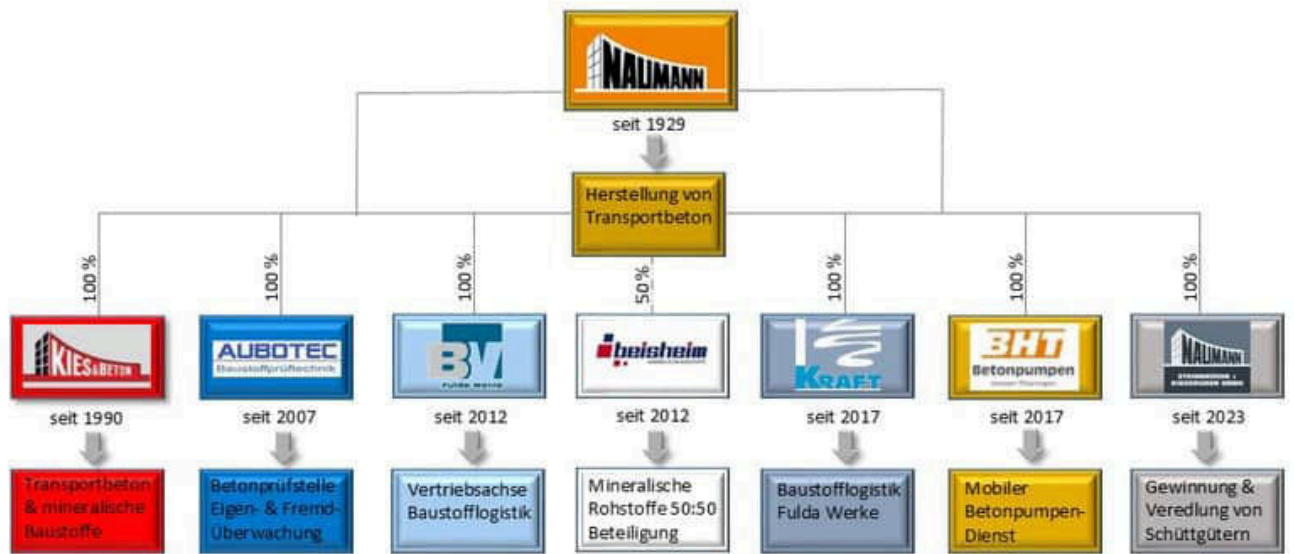 NAUMANN
seit 1929
Herstellung von
Transportbeton
100 %
100 %
100 %
50 %
100 %
100 %
100 %
KIES & BETON
seit 1990
Transportbeton
& mineralische
Baustoffe
AUBOTEC
Baustoffprüftechnik
seit 2007
Betonprüfstelle
Eigen- & Fremd-
Überwachung
BV
Fulda Werra
seit 2012
Vertriebsachse
Baustofflogistik
beisheim
seit 2012
Mineralische
Rohstoffe 50:50
Beteiligung
KRAFT
seit 2017
Baustofflogistik
Fulda Werke
BHT
Betonpumpen
Hessen Thüringen
seit 2017
Mobiler
Betonpumpen-
Dienst
NAUMANN
seit 2023
Gewinnung &
Veredlung von
Schüttgütern